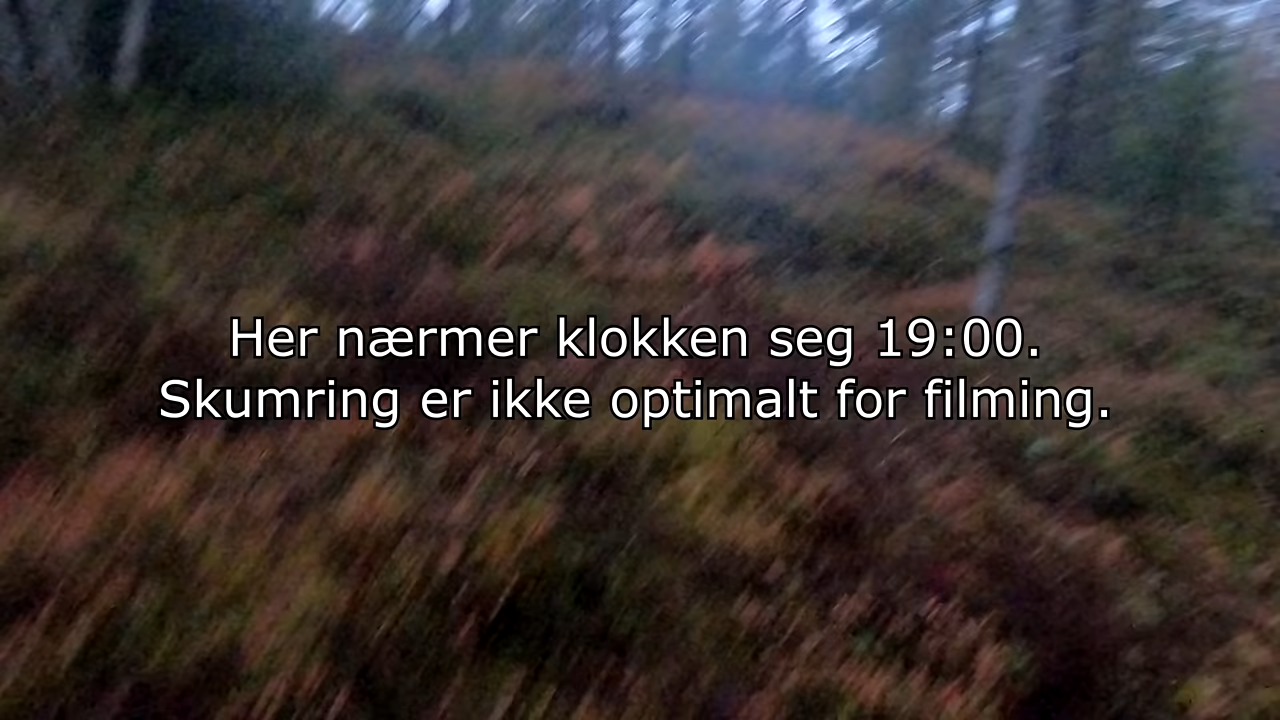 Her nærmer klokken seg 19:00.
Skumring er ikke optimalt for filming.